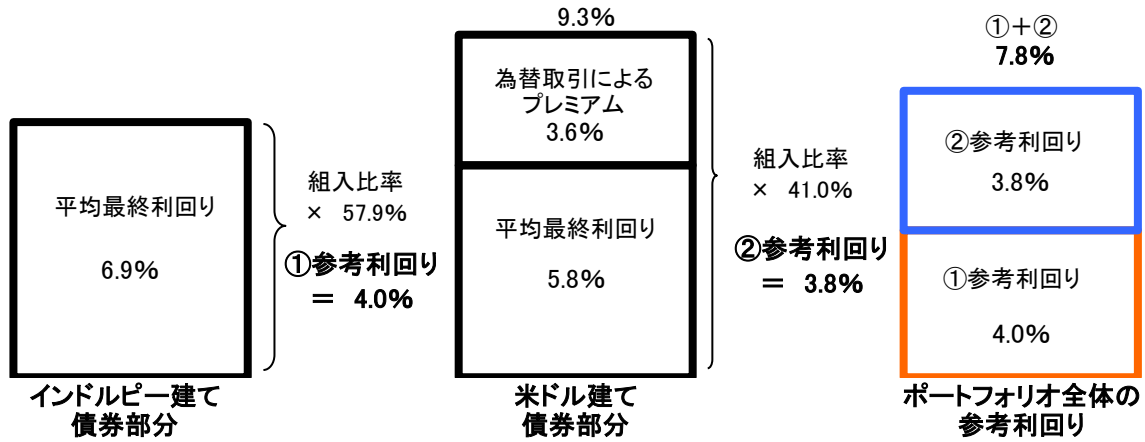 平均最終利回り
6.9%
組入比率
× 57.9%
①参考利回り
= 4.0%
インドルピー建て
債券部分
9.3%
為替取引による
プレミアム
3.6%
平均最終利回り
5.8%
組入比率
× 41.0%
②参考利回り
= 3.8%
米ドル建て
債券部分
①+②
7.8%
②参考利回り
3.8%
①参考利回り
4.0%
ポートフォリオ全体の
参考利回り